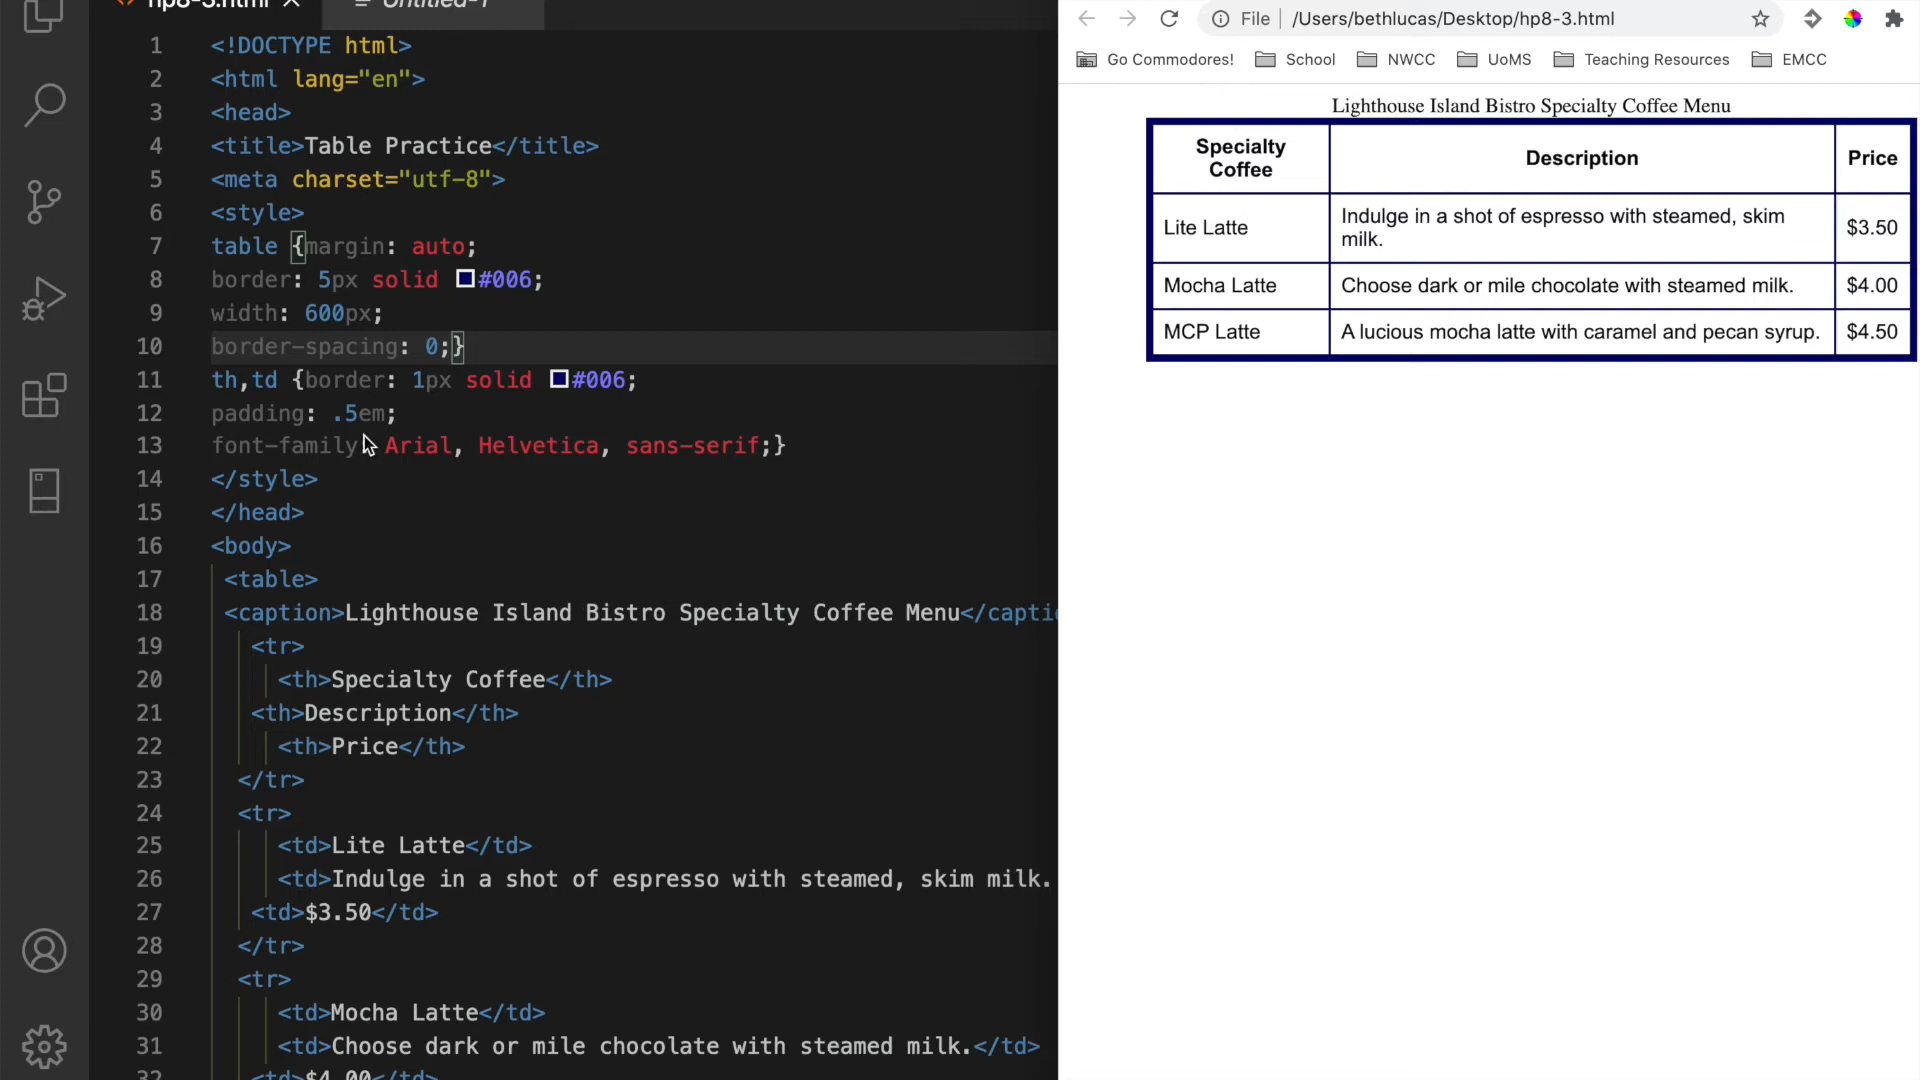 hp8-3.html
Untitled-1
1 <!DOCTYPE html>
2 <html lang="en">
3 <head>
4 <title>Table Practice</title>
5 <meta charset="utf-8">
6 <style>
7 table {margin: auto;
8 border: 5px solid #006;
9 width: 600px;
10 border-spacing: 0;}
11 th,td {border: 1px solid #006;
12 padding: .5em;
13 font-family Arial, Helvetica, sans-serif;}
14 </style>
15 </head>
16 <body>
17 <table>
18 <caption>Lighthouse Island Bistro Specialty Coffee Menu</captio
19 <tr>
20 <th>Specialty Coffee</th>
21 <th>Description</th>
22 <th>Price</th>
23 </tr>
24 <tr>
25 <td>Lite Latte</td>
26 <td>Indulge in a shot of espresso with steamed, skim milk.
27 <td>$3.50</td>
28 </tr>
29 <tr>
30 <td>Mocha Latte</td>
31 <td>Choose dark or mile chocolate with steamed milk.</td>
32 <td>$4.00</td>
File /Users/bethlucas/Desktop/hp8-3.html
Go Commodores! School NWCC UoMS Teaching Resources EMCC
Lighthouse Island Bistro Specialty Coffee Menu
Specialty
Coffee
Description
Price
Lite Latte
Indulge in a shot of espresso with steamed, skim
milk.
$3.50
Mocha Latte
Choose dark or mile chocolate with steamed milk.
$4.00
MCP Latte
A lucious mocha latte with caramel and pecan syrup.
$4.50